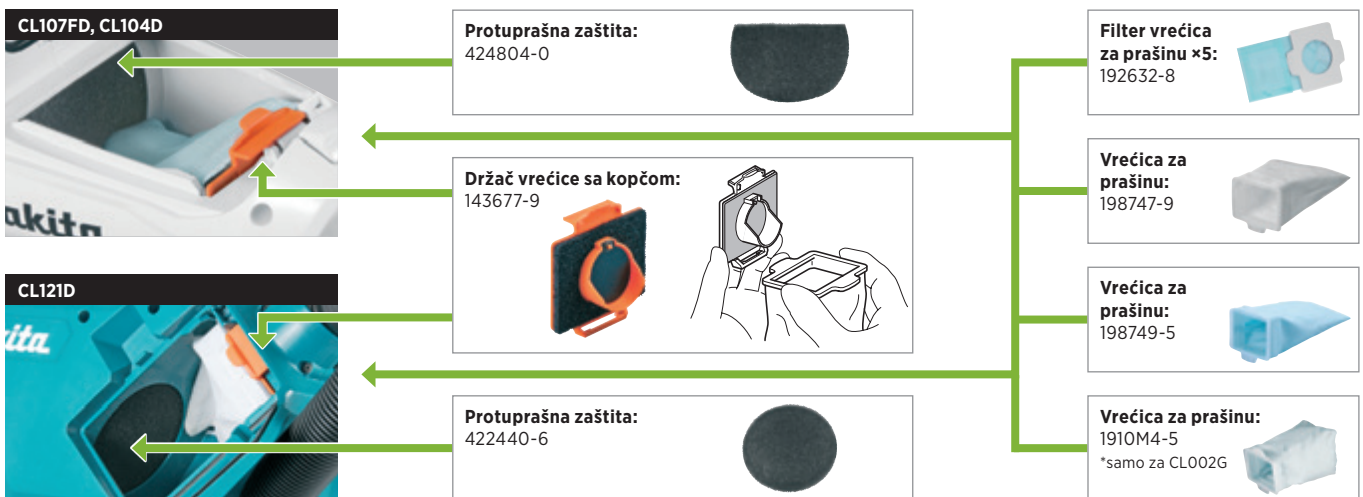 CL107FD, CL104D
akita
Protuprašna zaštita:
424804-0
Držač vrećice sa kopčom:
143677-9
CL121D
ita
Protuprašna zaštita:
422440-6
Filter vrećica
za prašinu ×5:
192632-8
Vrećica za
prašinu:
198747-9
Vrećica za
prašinu:
198749-5
Vrećica za prašinu:
1910M4-5
*samo za CL002G